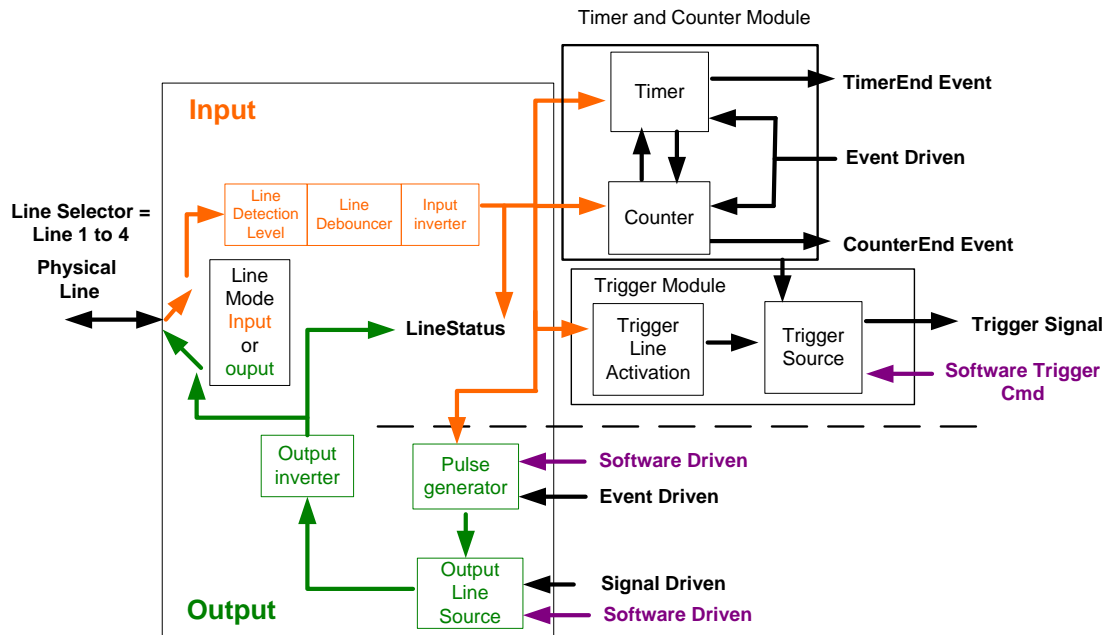 Timer and Counter Module
Input
Timer
TimerEnd Event
Event Driven
Line Selector =
Line 1 to 4
Physical
Line
Line
Detection
Level
Line
Debouncer
Input
inverter
Counter
CounterEnd Event
Line
Mode
Input
or
ouput
LineStatus
Trigger Module
Trigger
Line
Activation
Trigger
Source
Trigger Signal
Software Trigger
Cmd
Output
inverter
Pulse
generator
Software Driven
Event Driven
Output
Line
Source
Signal Driven
Software Driven
Output